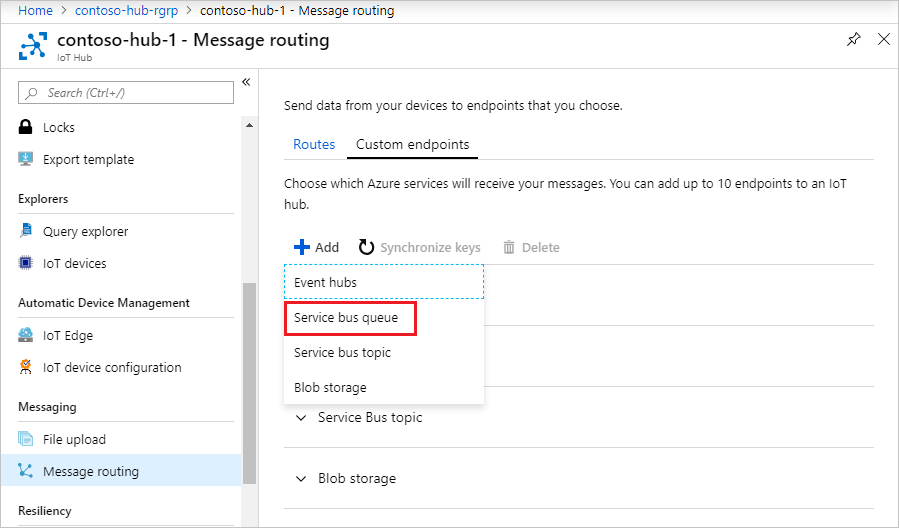 Home > contoso-hub-rgrp > contoso-hub-1 - Message routing
contoso-hub-1 - Message routing
IoT Hub
Search (Ctrl+/)
Locks
Export template
Explorers
Query explorer
IoT devices
Automatic Device Management
IoT Edge
IoT device configuration
Messaging
File upload
Message routing
Resiliency
Send data from your devices to endpoints that you choose.
Routes Custom endpoints
Choose which Azure services will receive your messages. You can add up to 10 endpoints to an IoT
hub.
Add Synchronize keys Delete
Event hubs
Service bus queue
Service bus topic
Blob storage
Service Bus topic
Blob storage